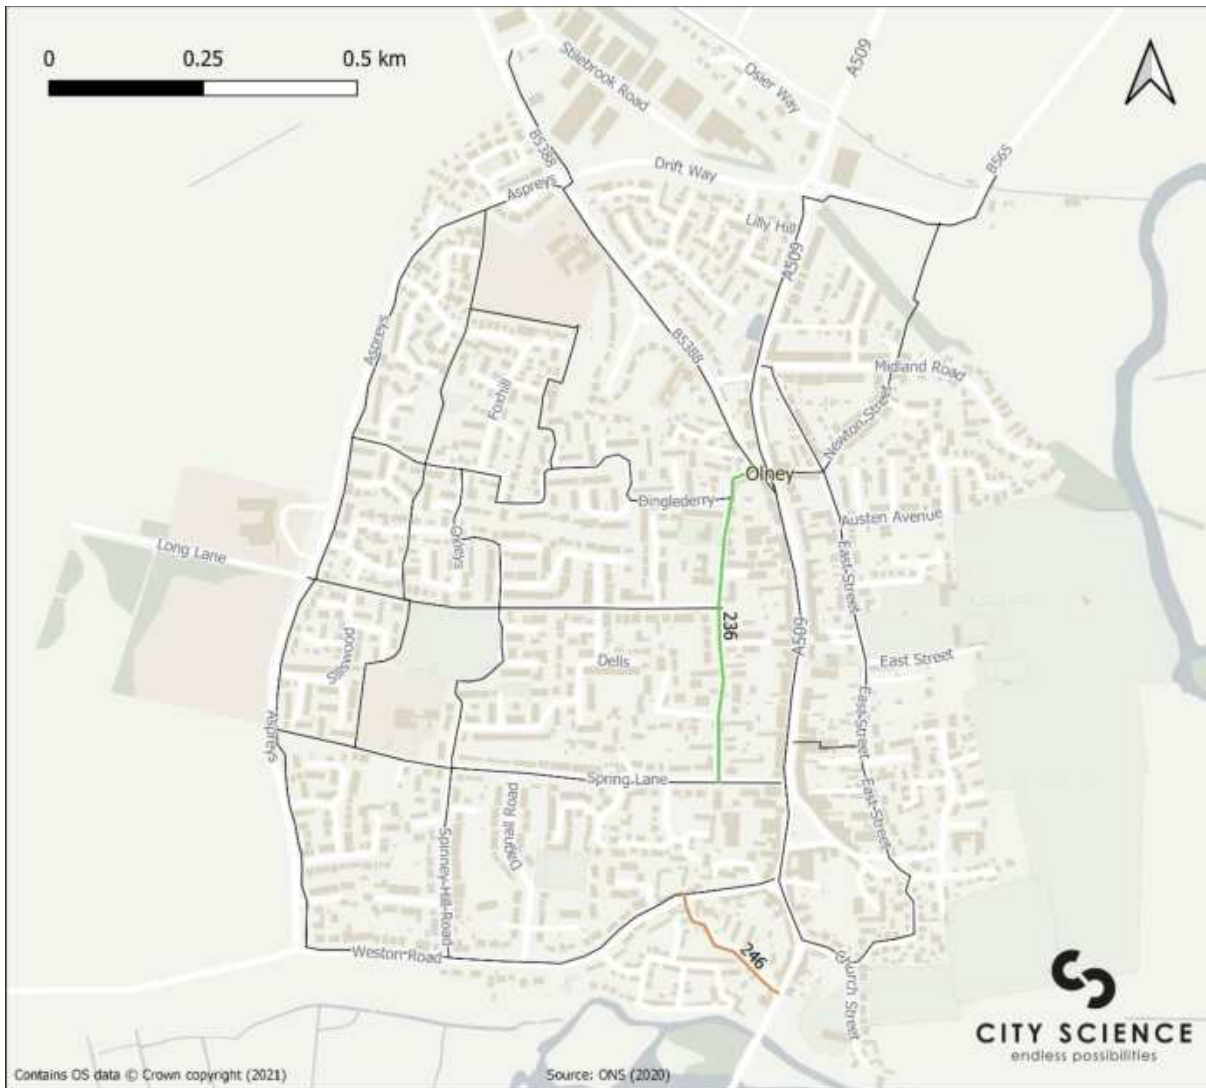 0 0.25 0.5 km
A509
Stilebrook Road
Osier Way
B5388
B565
Drift Way
Aspreys
Lilly Hill
A509
Aspreys
B5388
Midland Road
Foxhill
Newton Street
Olney
Dinglederry
Austen Avenue
Oxleys
Long Lane
East Street
236
A509
Dells
East Street
Silliswood
East Street
Aspreys
Spring Lane
East Street
Dagnall Road
Spinney Hill Road
Weston Road
246
Church Street
CITY SCIENCE
endless possibilities
Contains OS data © Crown copyright (2021) Source: ONS (2020)